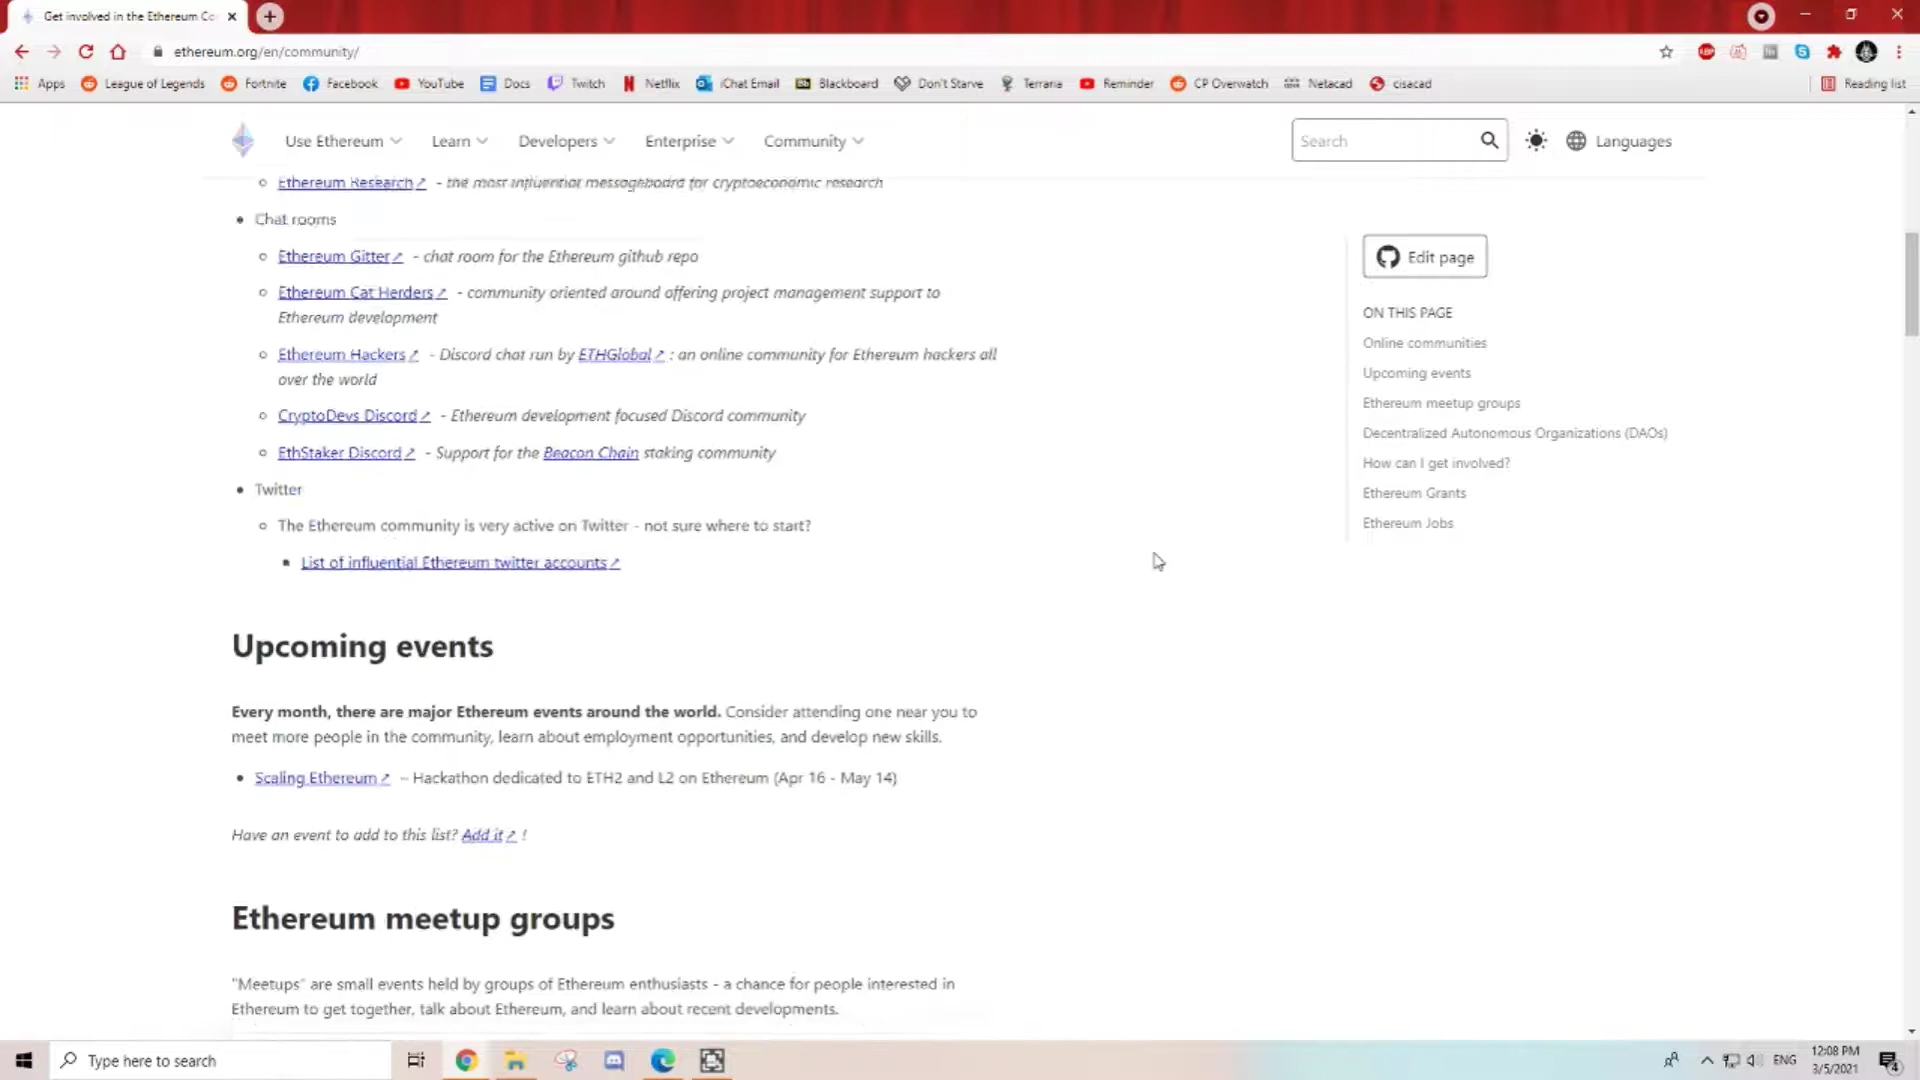 Get involved in the Ethereum Co
ethereum.org/en/community/
Apps League of Legends Fortnite Facebook YouTube Docs Twitch Netflix iChat Email Blackboard Don't Starve Terraria Reminder CP Overwatch Netacad cisacad Reading list
Use Ethereum Learn Developers Enterprise Community Search Languages
Ethereum Research - the most influential messageboard for cryptoeconomic research
Chat rooms
Ethereum Gitter - chat room for the Ethereum github repo
Ethereum Cat Herders - community oriented around offering project management support to
Ethereum development
Ethereum Hackers - Discord chat run by ETHGlobal : an online community for Ethereum hackers all
over the world
CryptoDevs Discord - Ethereum development focused Discord community
EthStaker Discord - Support for the Beacon Chain staking community
Twitter
The Ethereum community is very active on Twitter - not sure where to start?
List of influential Ethereum twitter accounts
Upcoming events
Every month, there are major Ethereum events around the world. Consider attending one near you to
meet more people in the community, learn about employment opportunities, and develop new skills.
Scaling Ethereum – Hackathon dedicated to ETH2 and L2 on Ethereum (Apr 16 - May 14)
Have an event to add to this list? Add it !
Ethereum meetup groups
"Meetups" are small events held by groups of Ethereum enthusiasts - a chance for people interested in
Ethereum to get together, talk about Ethereum, and learn about recent developments.
Edit page
ON THIS PAGE
Online communities
Upcoming events
Ethereum meetup groups
Decentralized Autonomous Organizations (DAOs)
How can I get involved?
Ethereum Grants
Ethereum Jobs
Type here to search
ENG
12:08 PM
3/5/2021
4